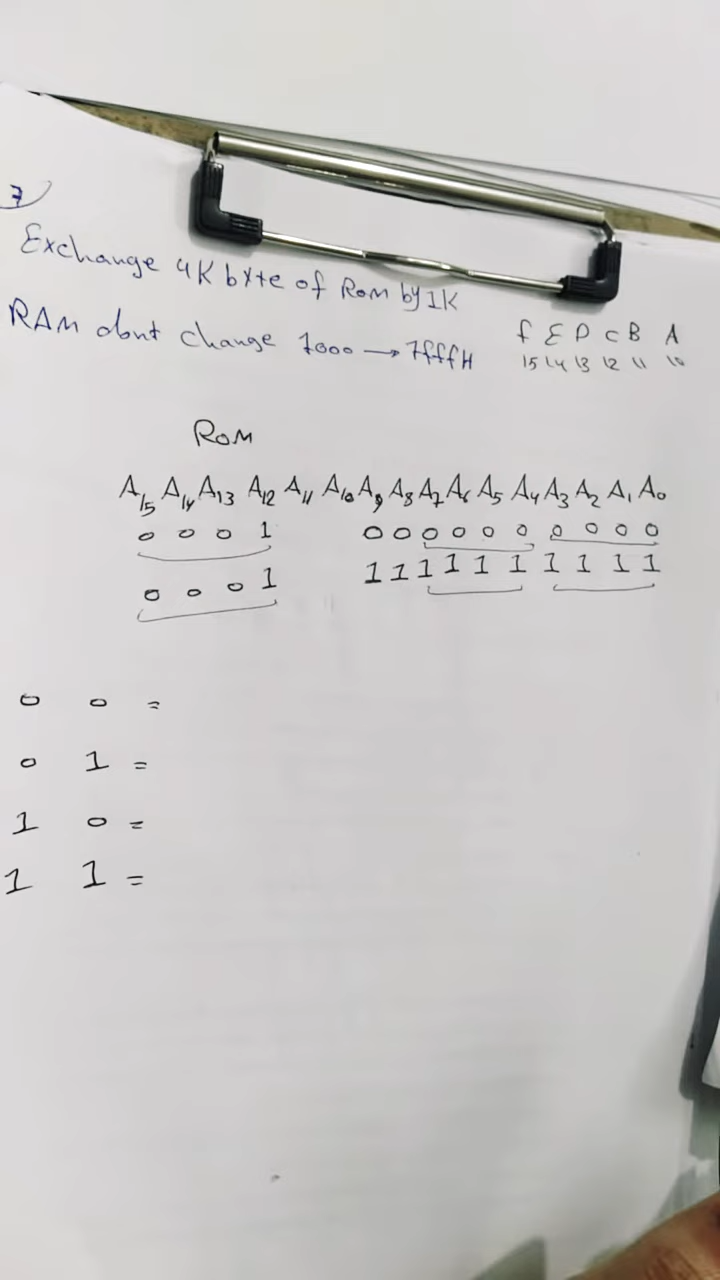 7
Exchange 4K byte of Rom by 1K
RAM dont change 7000 → 7fffH
f E D C B A
15 14 13 12 11 10
ROM
A15 A14 A13 A12 A11 A10 A9 A8 A7 A6 A5 A4 A3 A2 A1 A0
0 0 0 1 0 0 0 0 0 0 0 0 0 0
0 0 0 1 1 1 1 1 1 1 1 1 1 1
0 0 =
0 1 =
1 0 =
1 1 =